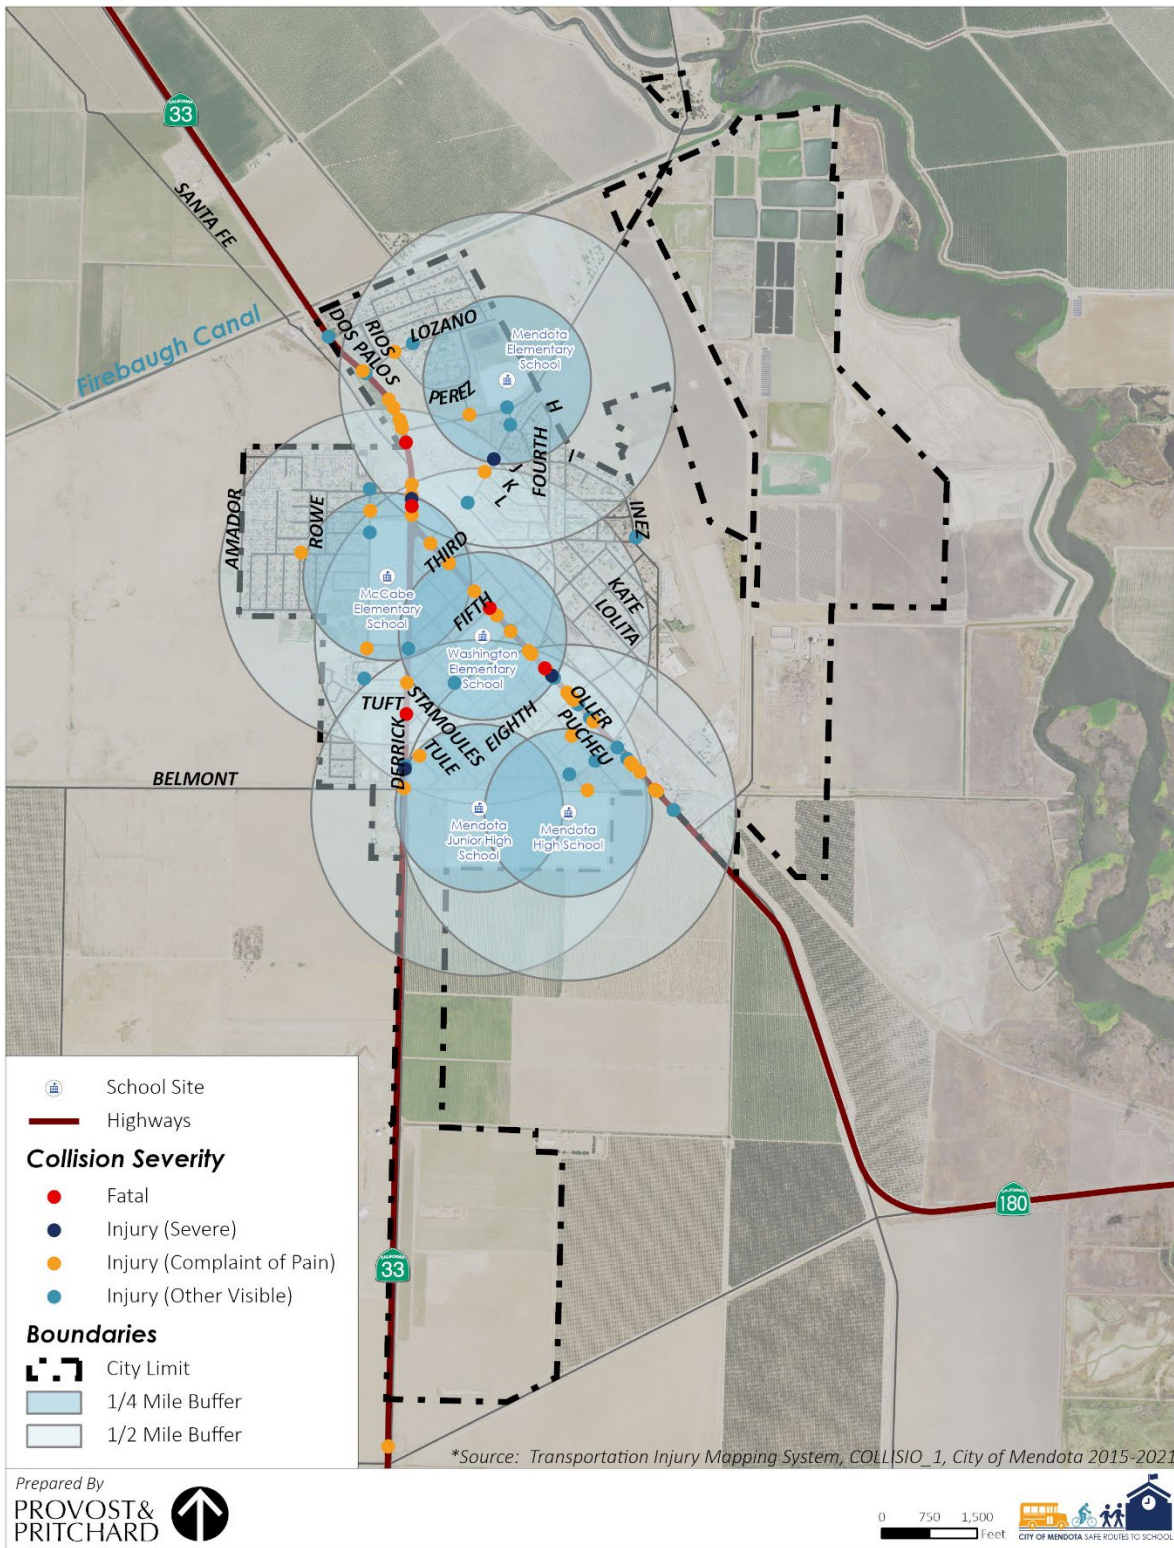 CALIFORNIA
33
SANTA FE
Firebaugh Canal
DOS PALOS
RIOS
LOZANO
Mendota
Elementary
School
PEREZ
H
FOURTH
I
J
K
L
INEZ
AMADOR
ROWE
THIRD
McCabe
Elementary
School
FIFTH
KATE
LOLITA
Washington
Elementary
School
TUFT
STAMOULES
TULE
EIGHTH
OLLER
PUCHEU
DERRICK
BELMONT
Mendota
Junior High
School
Mendota
High School
CALIFORNIA
180
CALIFORNIA
33
School Site
Highways
Collision Severity
Fatal
Injury (Severe)
Injury (Complaint of Pain)
Injury (Other Visible)
Boundaries
City Limit
1/4 Mile Buffer
1/2 Mile Buffer
*Source: Transportation Injury Mapping System, COLLISIO_1, City of Mendota 2015-2021
Prepared By
PROVOST&
PRITCHARD
0 750 1,500
Feet
CITY OF MENDOTA SAFE ROUTES TO SCHOOL